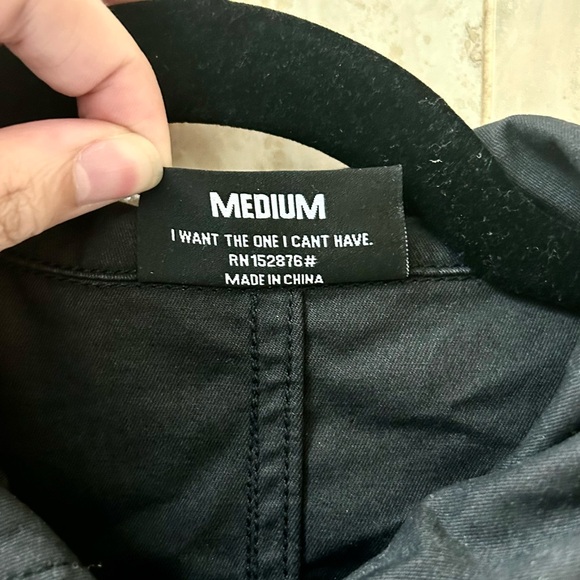 MEDIUM
I WANT THE ONE I CANT HAVE.
RN152876#
MADE IN CHINA